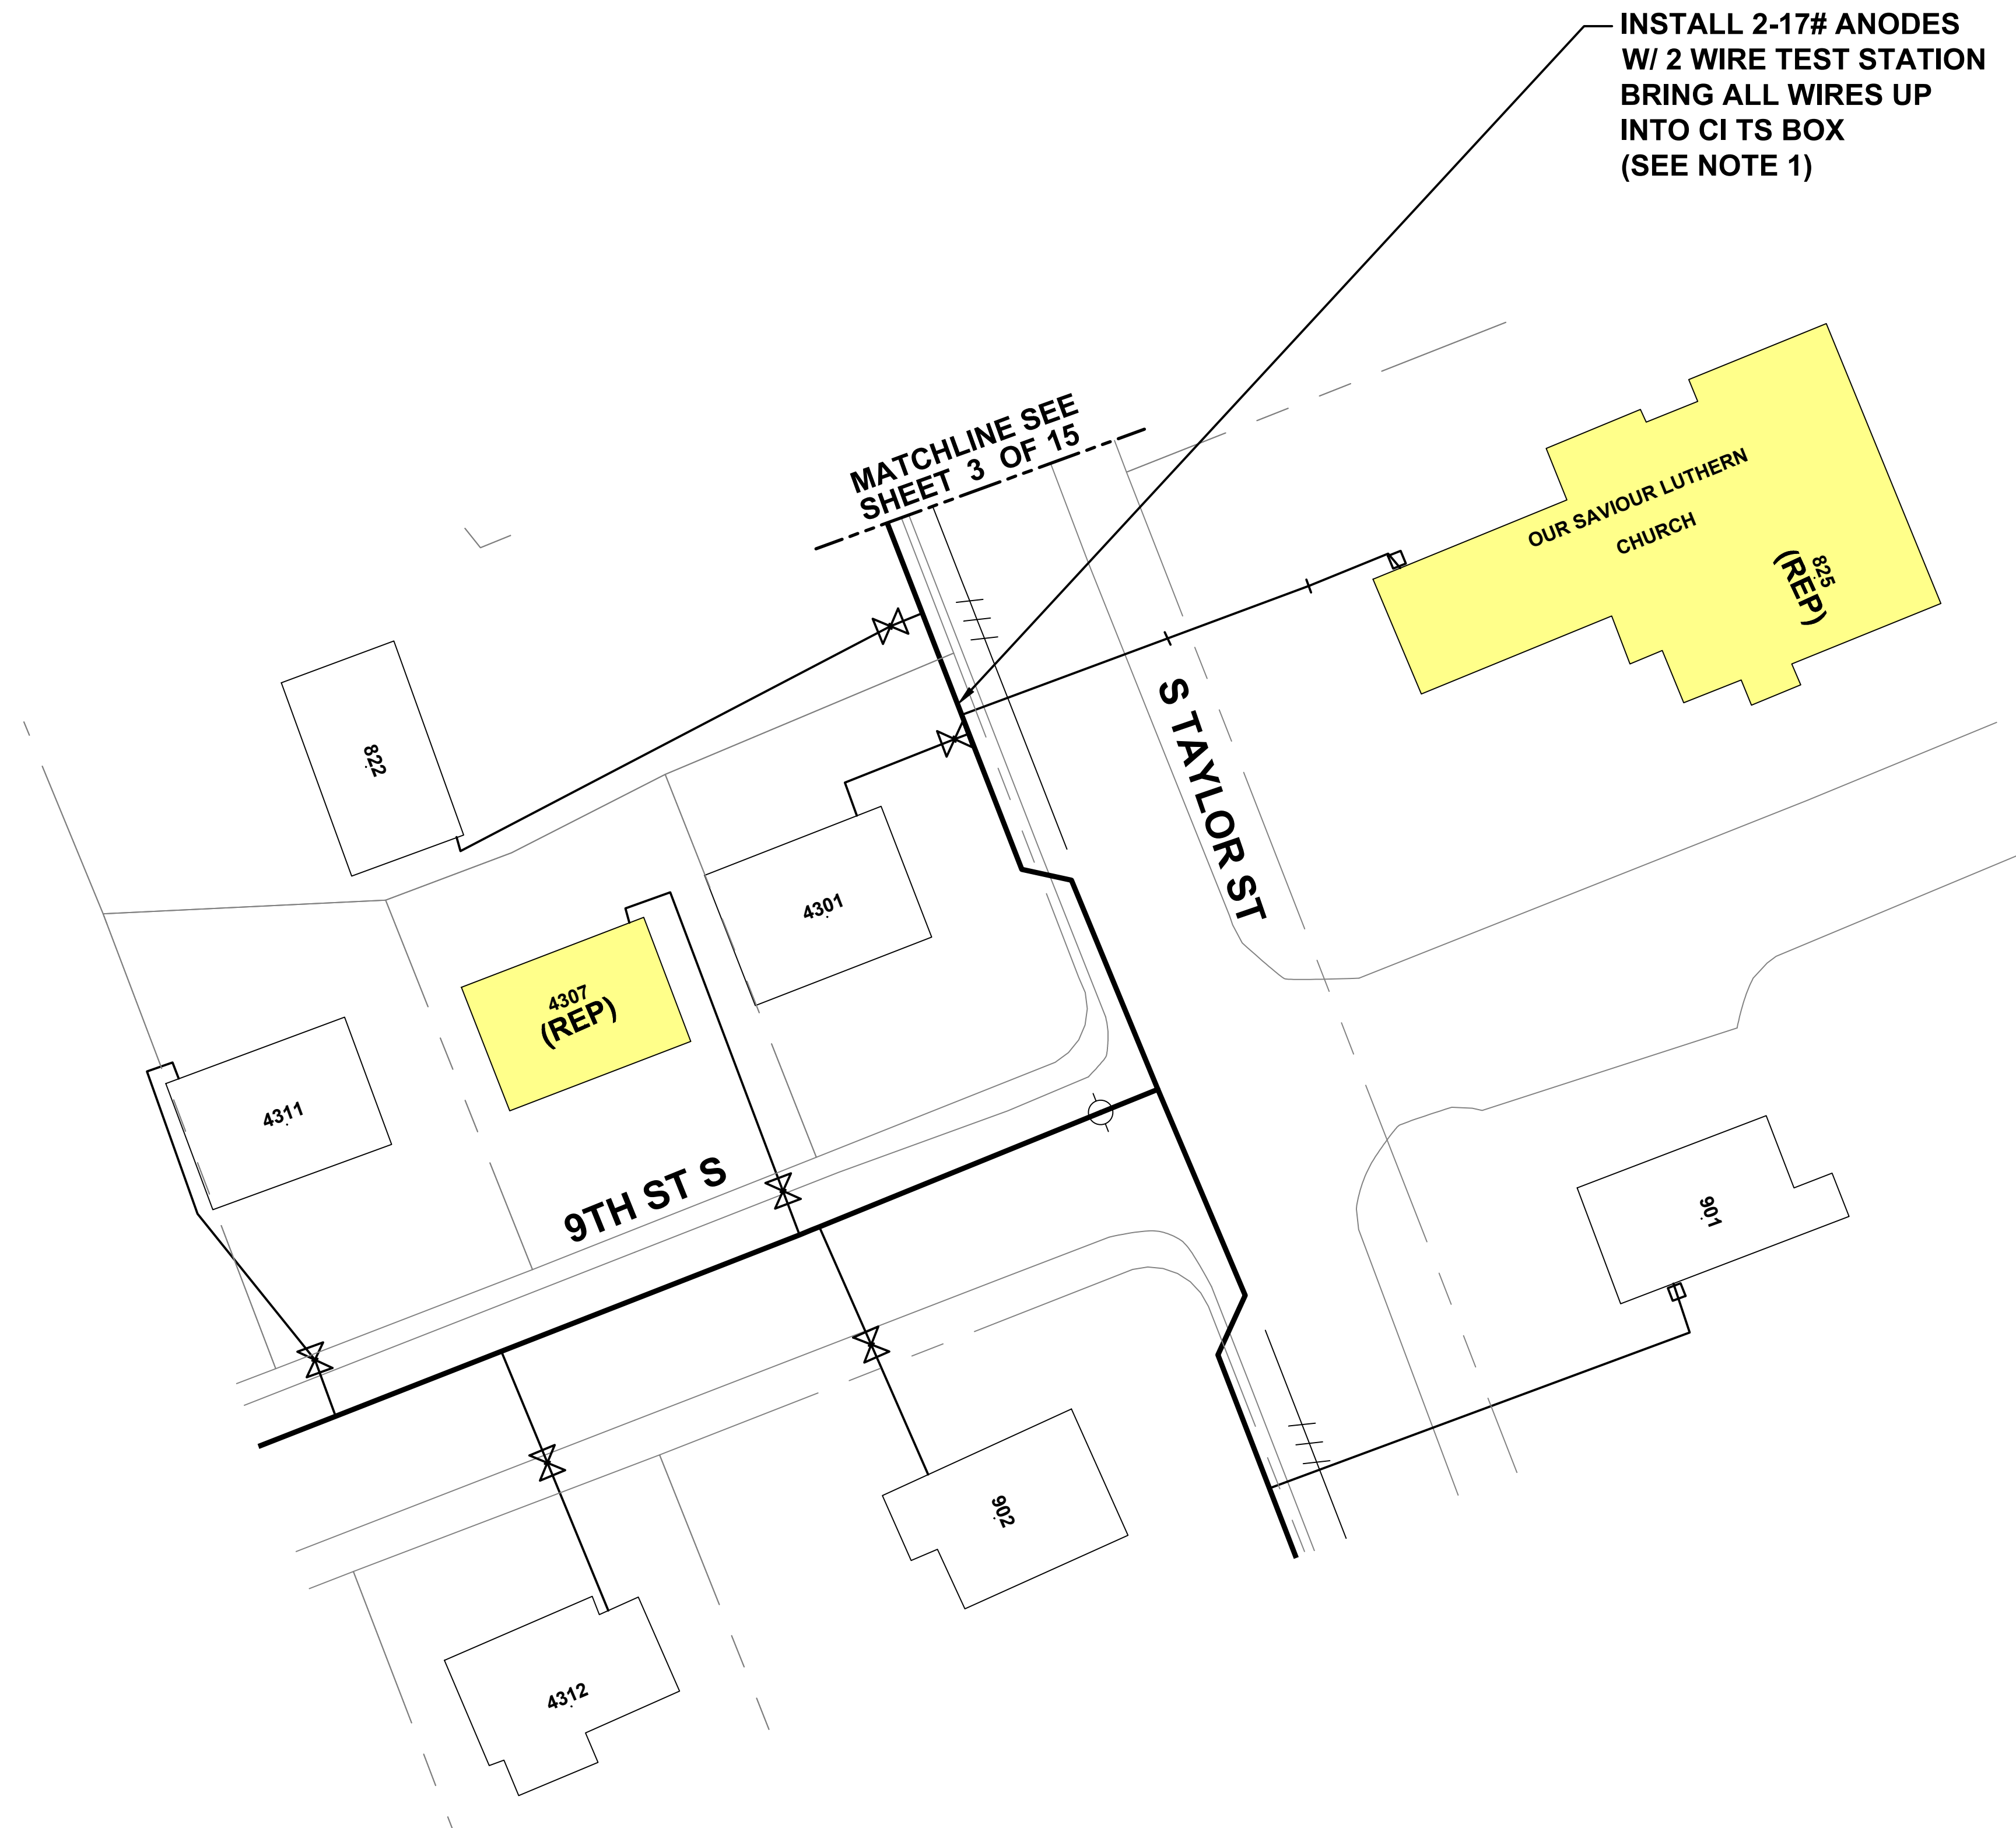 INSTALL 2-17# ANODES
W/ 2 WIRE TEST STATION
BRING ALL WIRES UP
INTO CI TS BOX
(SEE NOTE 1)
MATCHLINE SEE
SHEET 3 OF 15
OUR SAVIOUR LUTHERN
CHURCH
825
(REP)
S TAYLOR ST
822
4301
4307
(REP)
4311
9TH ST S
901
902
4312